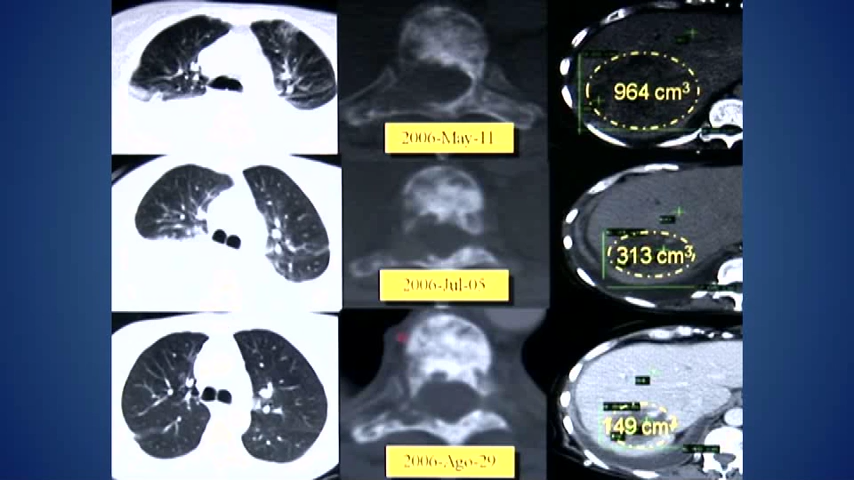 964 cm³
2006-May-11
313 cm³
2006-Jul-05
149 cm³
2006-Ago-29